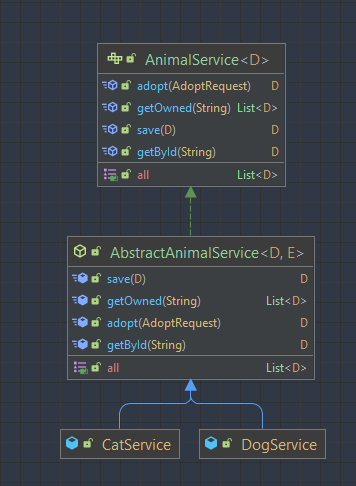 AnimalService<D>
adopt(AdoptRequest) D
getOwned(String) List<D>
save(D) D
getById(String) D
all List<D>
AbstractAnimalService<D, E>
save(D) D
getOwned(String) List<D>
adopt(AdoptRequest) D
getById(String) D
all List<D>
CatService DogService